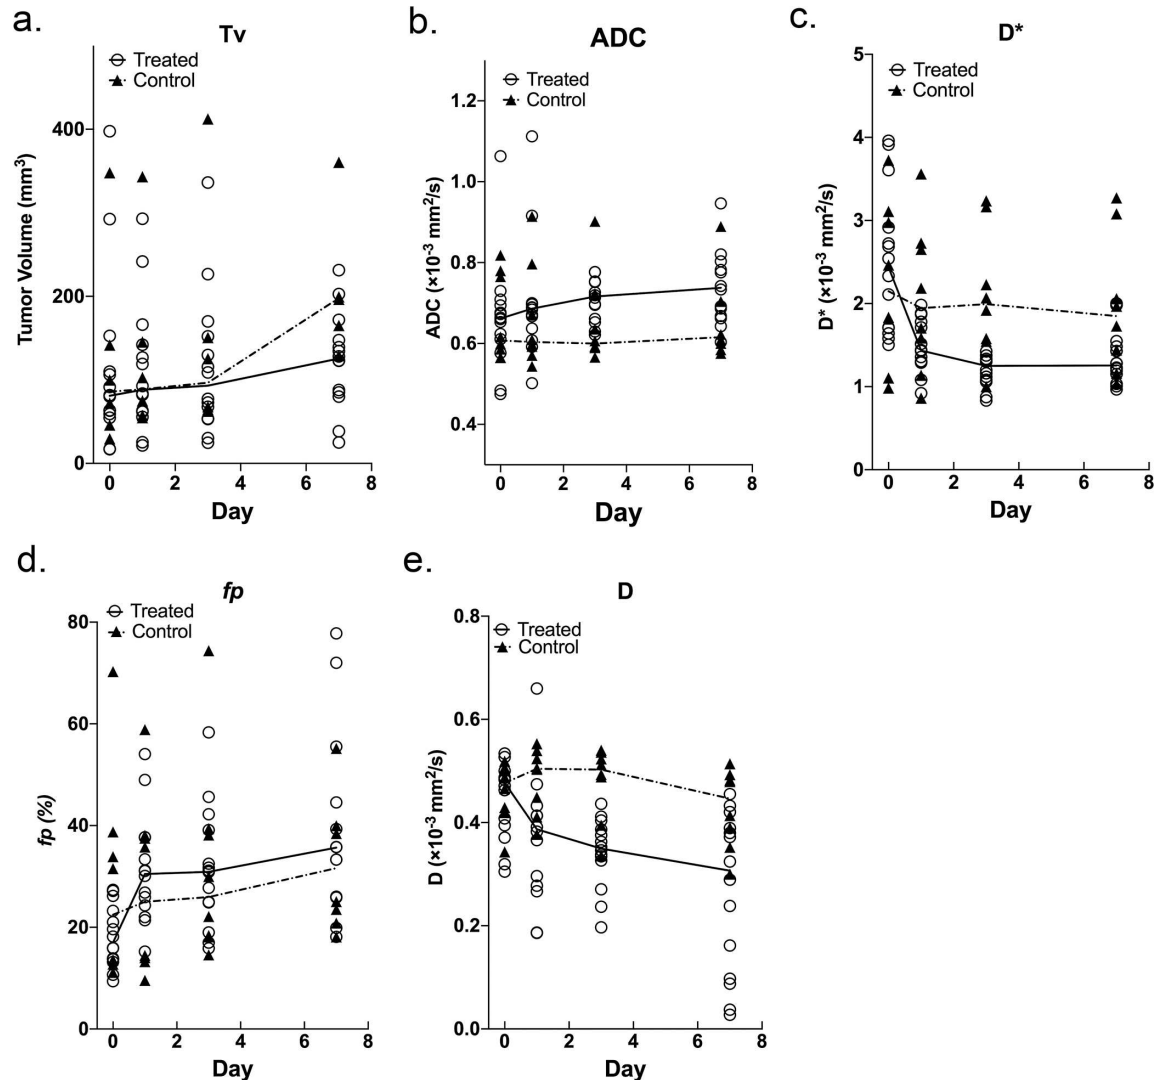 a.
Tv
Treated
Control
Tumor Volume (mm³)
400
200
0
0 2 4 6 8
Day
b.
ADC
Treated
Control
ADC (×10⁻³ mm²/s)
1.2
1.0
0.8
0.6
0.4
0 2 4 6 8
Day
c.
D*
Treated
Control
D* (×10⁻³ mm²/s)
5
4
3
2
1
0
0 2 4 6 8
Day
d.
fp
Treated
Control
fp (%)
80
60
40
20
0
0 2 4 6 8
Day
e.
D
Treated
Control
D (×10⁻³ mm²/s)
0.8
0.6
0.4
0.2
0.0
0 2 4 6 8
Day